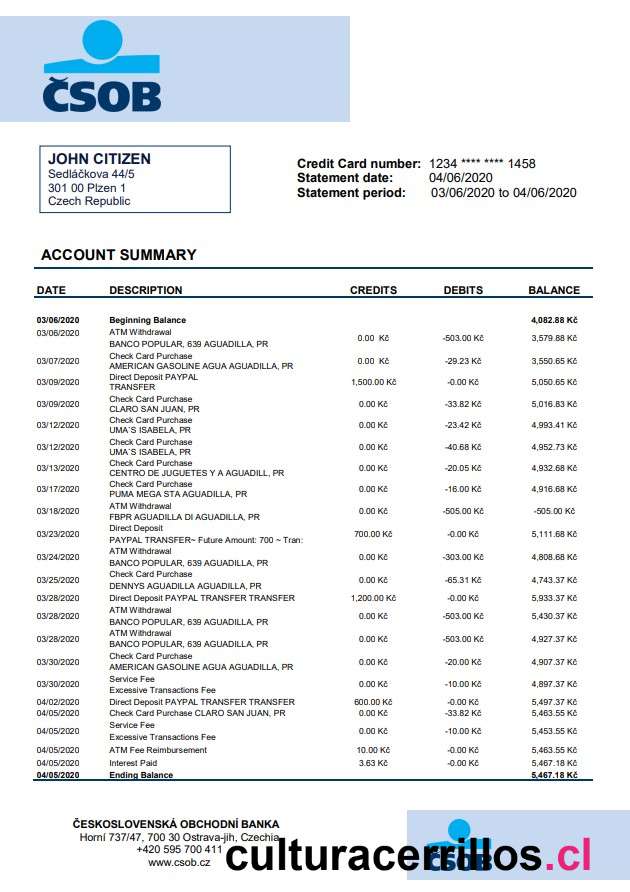 ČSOB
JOHN CITIZEN
Sedláčkova 44/5
301 00 Plzen 1
Czech Republic
Credit Card number: 1234 **** **** 1458
Statement date: 04/06/2020
Statement period: 03/06/2020 to 04/06/2020
ACCOUNT SUMMARY
DATE DESCRIPTION CREDITS DEBITS BALANCE
03/06/2020 Beginning Balance 4,082.88 Kč
03/06/2020 ATM Withdrawal
BANCO POPULAR, 639 AGUADILLA, PR 0.00 Kč -503.00 Kč 3,579.88 Kč
03/07/2020 Check Card Purchase
AMERICAN GASOLINE AGUA AGUADILLA, PR 0.00 Kč -29.23 Kč 3,550.65 Kč
03/09/2020 Direct Deposit PAYPAL
TRANSFER 1,500.00 Kč -0.00 Kč 5,050.65 Kč
03/09/2020 Check Card Purchase
CLARO SAN JUAN, PR 0.00 Kč -33.82 Kč 5,016.83 Kč
03/12/2020 Check Card Purchase
UMA`S ISABELA, PR 0.00 Kč -23.42 Kč 4,993.41 Kč
03/12/2020 Check Card Purchase
UMA`S ISABELA, PR 0.00 Kč -40.68 Kč 4,952.73 Kč
03/13/2020 Check Card Purchase
CENTRO DE JUGUETES Y A AGUADILL, PR 0.00 Kč -20.05 Kč 4,932.68 Kč
03/17/2020 Check Card Purchase
PUMA MEGA STA AGUADILLA, PR 0.00 Kč -16.00 Kč 4,916.68 Kč
03/18/2020 ATM Withdrawal
FBPR AGUADILLA DI AGUADILLA, PR 0.00 Kč -505.00 Kč -505.00 Kč
03/23/2020 Direct Deposit
PAYPAL TRANSFER~ Future Amount: 700 ~ Tran: 700.00 Kč -0.00 Kč 5,111.68 Kč
03/24/2020 ATM Withdrawal
BANCO POPULAR, 639 AGUADILLA, PR 0.00 Kč -303.00 Kč 4,808.68 Kč
03/25/2020 Check Card Purchase
DENNYS AGUADILLA AGUADILLA, PR 0.00 Kč -65.31 Kč 4,743.37 Kč
03/28/2020 Direct Deposit PAYPAL TRANSFER TRANSFER 1,200.00 Kč -0.00 Kč 5,933.37 Kč
03/28/2020 ATM Withdrawal
BANCO POPULAR, 639 AGUADILLA, PR 0.00 Kč -503.00 Kč 5,430.37 Kč
03/28/2020 ATM Withdrawal
BANCO POPULAR, 639 AGUADILLA, PR 0.00 Kč -503.00 Kč 4,927.37 Kč
03/30/2020 Check Card Purchase
AMERICAN GASOLINE AGUA AGUADILLA, PR 0.00 Kč -20.00 Kč 4,907.37 Kč
03/30/2020 Service Fee
Excessive Transactions Fee 0.00 Kč -10.00 Kč 4,897.37 Kč
04/02/2020 Direct Deposit PAYPAL TRANSFER TRANSFER 600.00 Kč -0.00 Kč 5,497.37 Kč
04/05/2020 Check Card Purchase CLARO SAN JUAN, PR 0.00 Kč -33.82 Kč 5,463.55 Kč
04/05/2020 Service Fee
Excessive Transactions Fee 0.00 Kč -10.00 Kč 5,453.55 Kč
04/05/2020 ATM Fee Reimbursement 10.00 Kč -0.00 Kč 5,463.55 Kč
04/05/2020 Interest Paid 3.63 Kč -0.00 Kč 5,467.18 Kč
04/05/2020 Ending Balance 5,467.18 Kč
ČESKOSLOVENSKÁ OBCHODNÍ BANKA
Horní 737/47, 700 30 Ostrava-jih, Czechia
+420 595 700 411
www.csob.cz
ČSOB
culturacerrillos.cl